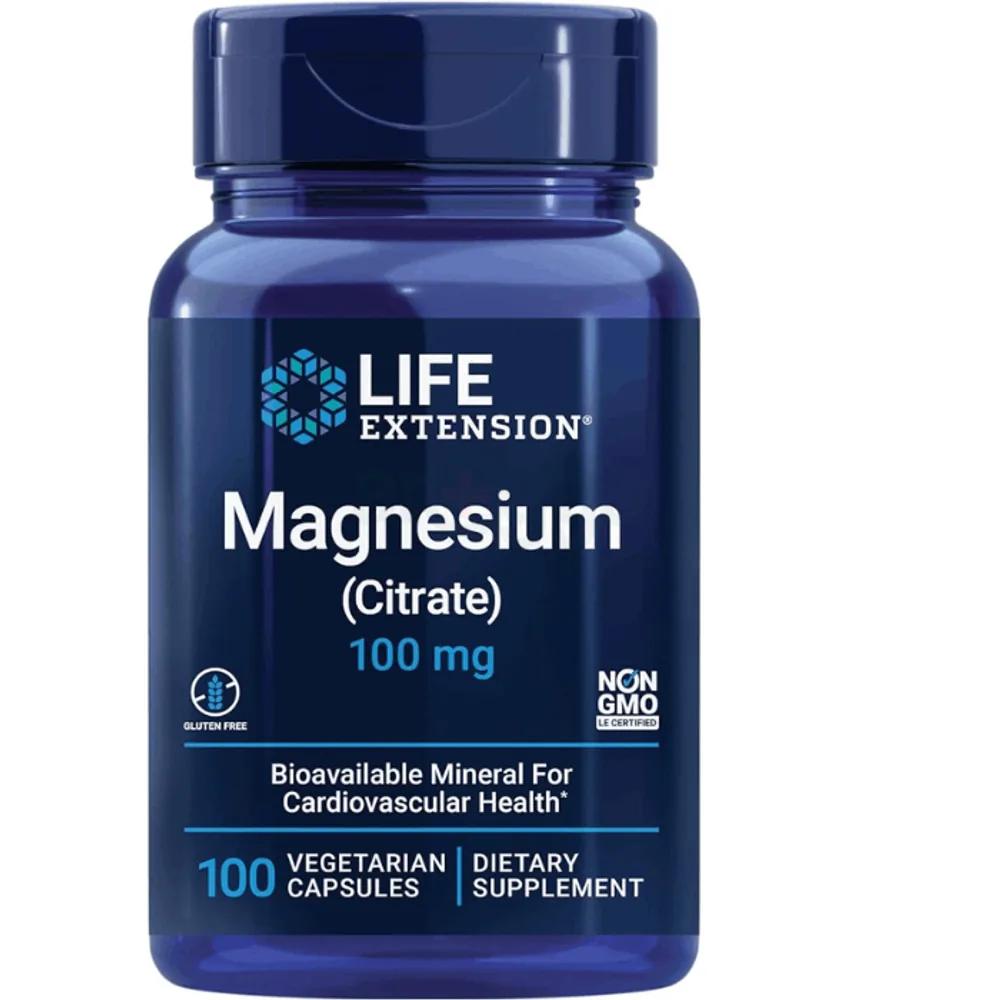 LIFE
EXTENSION®
Magnesium
(Citrate)
100 mg
GLUTEN FREE
NON
GMO
LE CERTIFIED
Bioavailable Mineral For
Cardiovascular Health*
100 VEGETARIAN CAPSULES
DIETARY SUPPLEMENT